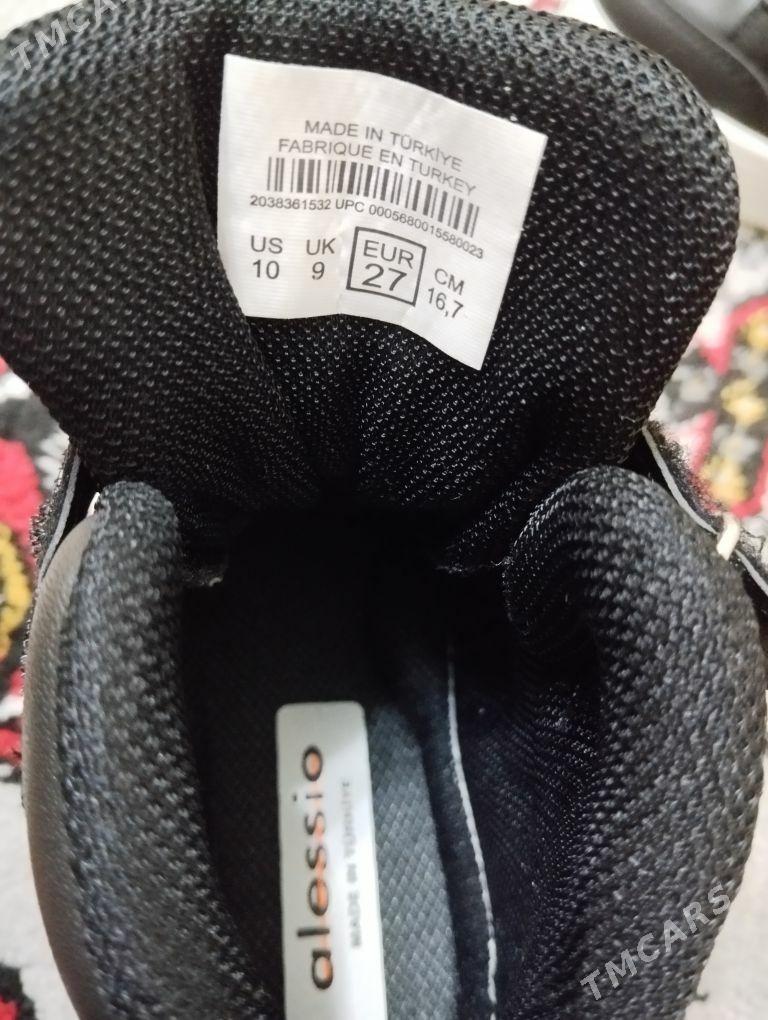 TMCARS
MADE IN TÜRKİYE
FABRIQUE EN TURKEY
2038361532 UPC 0005680015580023
US UK EUR CM
10 9 27 16,7
alessio
MADE IN TÜRKİYE
TMCARS